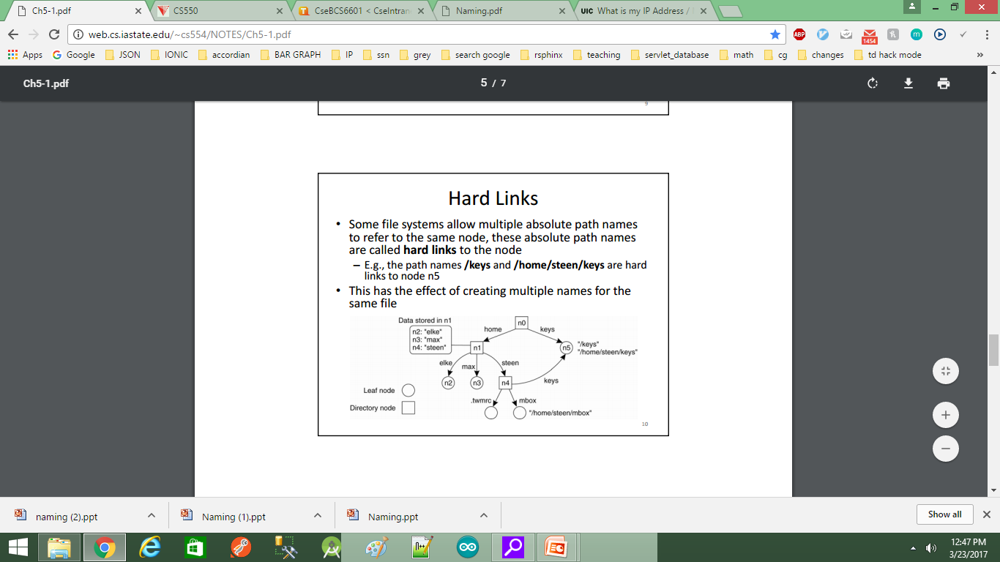 Ch5-1.pdf
CS550
CseBCS6601 < CseIntran
Naming.pdf
UIC What is my IP Address /
web.cs.iastate.edu/~cs554/NOTES/Ch5-1.pdf
ABP
1454
m
Apps Google JSON IONIC accordian BAR GRAPH IP ssn grey search google rsphinx teaching servlet_database math cg changes td hack mode »
Ch5-1.pdf
5 / 7
9
Hard Links
• Some file systems allow multiple absolute path names
to refer to the same node, these absolute path names
are called hard links to the node
– E.g., the path names /keys and /home/steen/keys are hard
links to node n5
• This has the effect of creating multiple names for the
same file
Data stored in n1
n2: "elke"
n3: "max"
n4: "steen"
n0
home
keys
n1
n5
"/keys"
"/home/steen/keys"
elke
max
steen
n2
n3
n4
keys
Leaf node
Directory node
.twmrc
mbox
"/home/steen/mbox"
10
naming (2).ppt
Naming (1).ppt
Naming.ppt
Show all
12:47 PM
3/23/2017